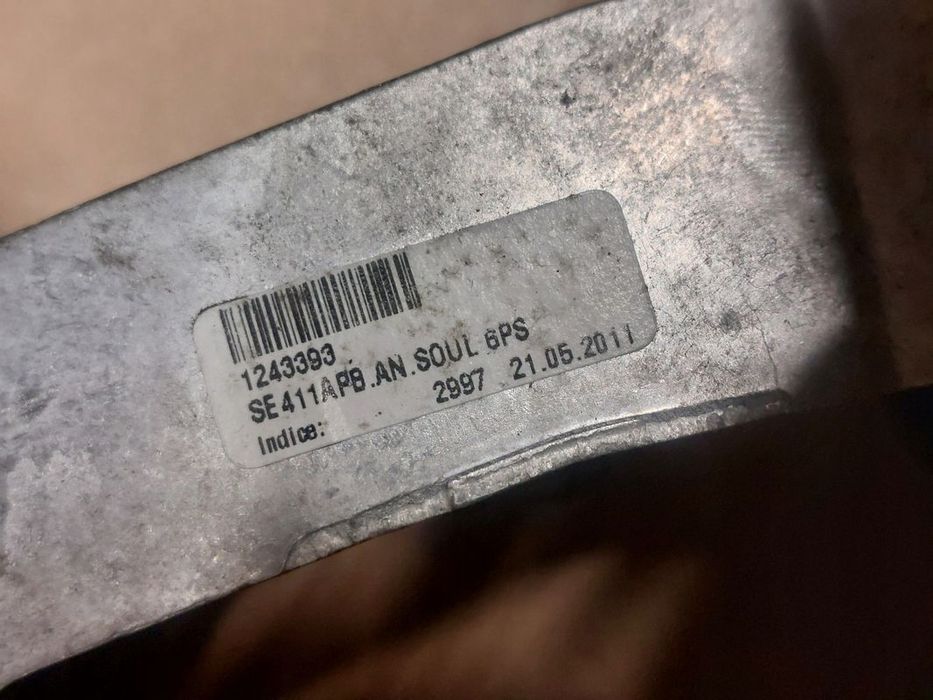 1243393
SE411APB.AN.SOUL 6PS
Indice: 2997 21.05.2011